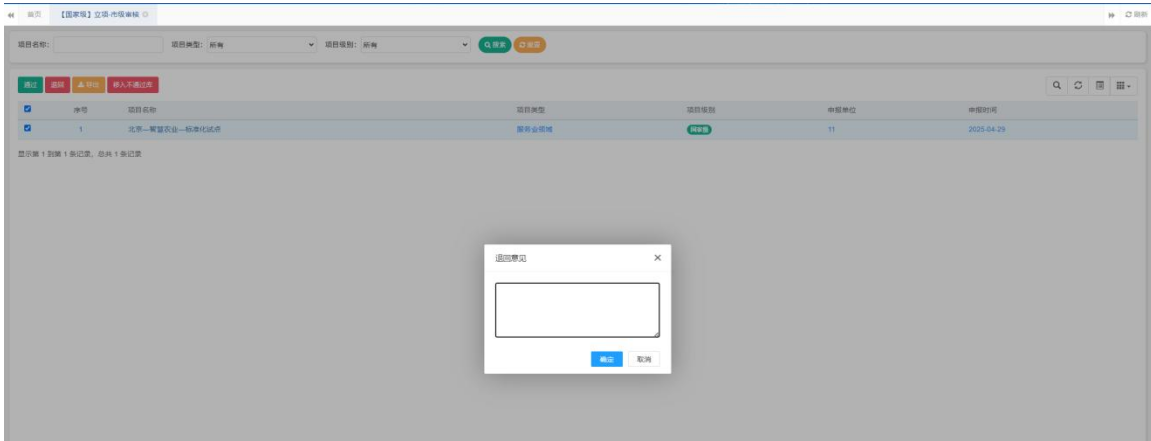 首页 【国家级】立项-市级审核 刷新
项目名称: 项目类型: 所有 项目级别: 所有 搜索 重置
通过 退回 导出 移入不通过库
序号 项目名称 项目类型 项目级别 申报单位 申报时间
1 北京—智慧农业—标准化试点 服务业领域 国家级 11 2025-04-29
显示第 1 到第 1 条记录，总共 1 条记录
退回意见
确定 取消